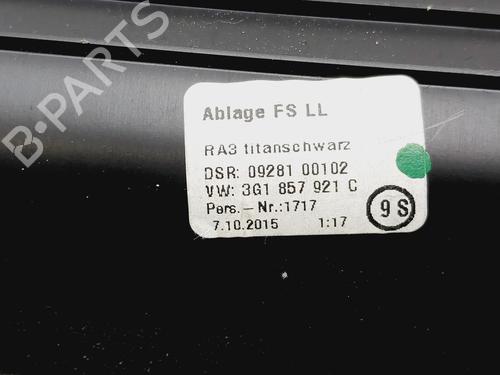 Ablage FS LL
RA3 titanschwarz
DSR: 09281 00102
VW: 3G1 857 921 C
Pers.-Nr.:1717
7.10.2015 1:17
9 S
B-PARTS